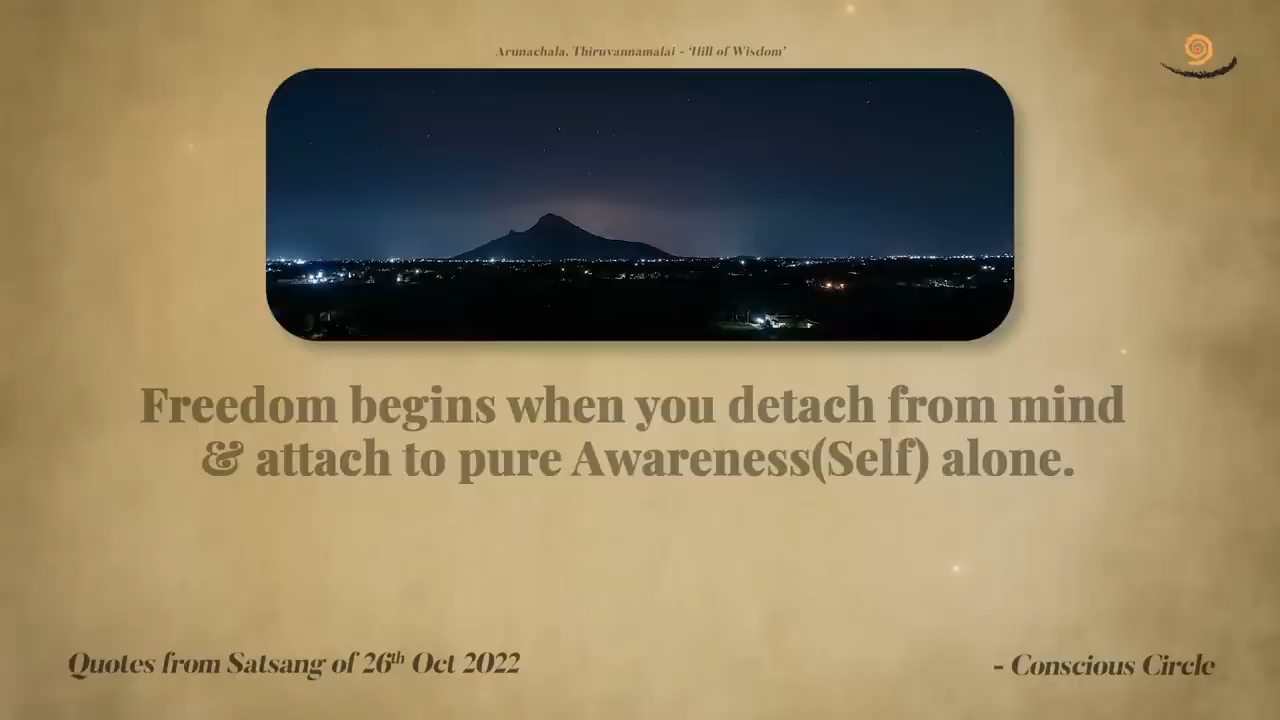 Arunachala, Thiruvannamalai - 'Hill of Wisdom'
Freedom begins when you detach from mind
& attach to pure Awareness(Self) alone.
Quotes from Satsang of 26th Oct 2022
- Conscious Circle